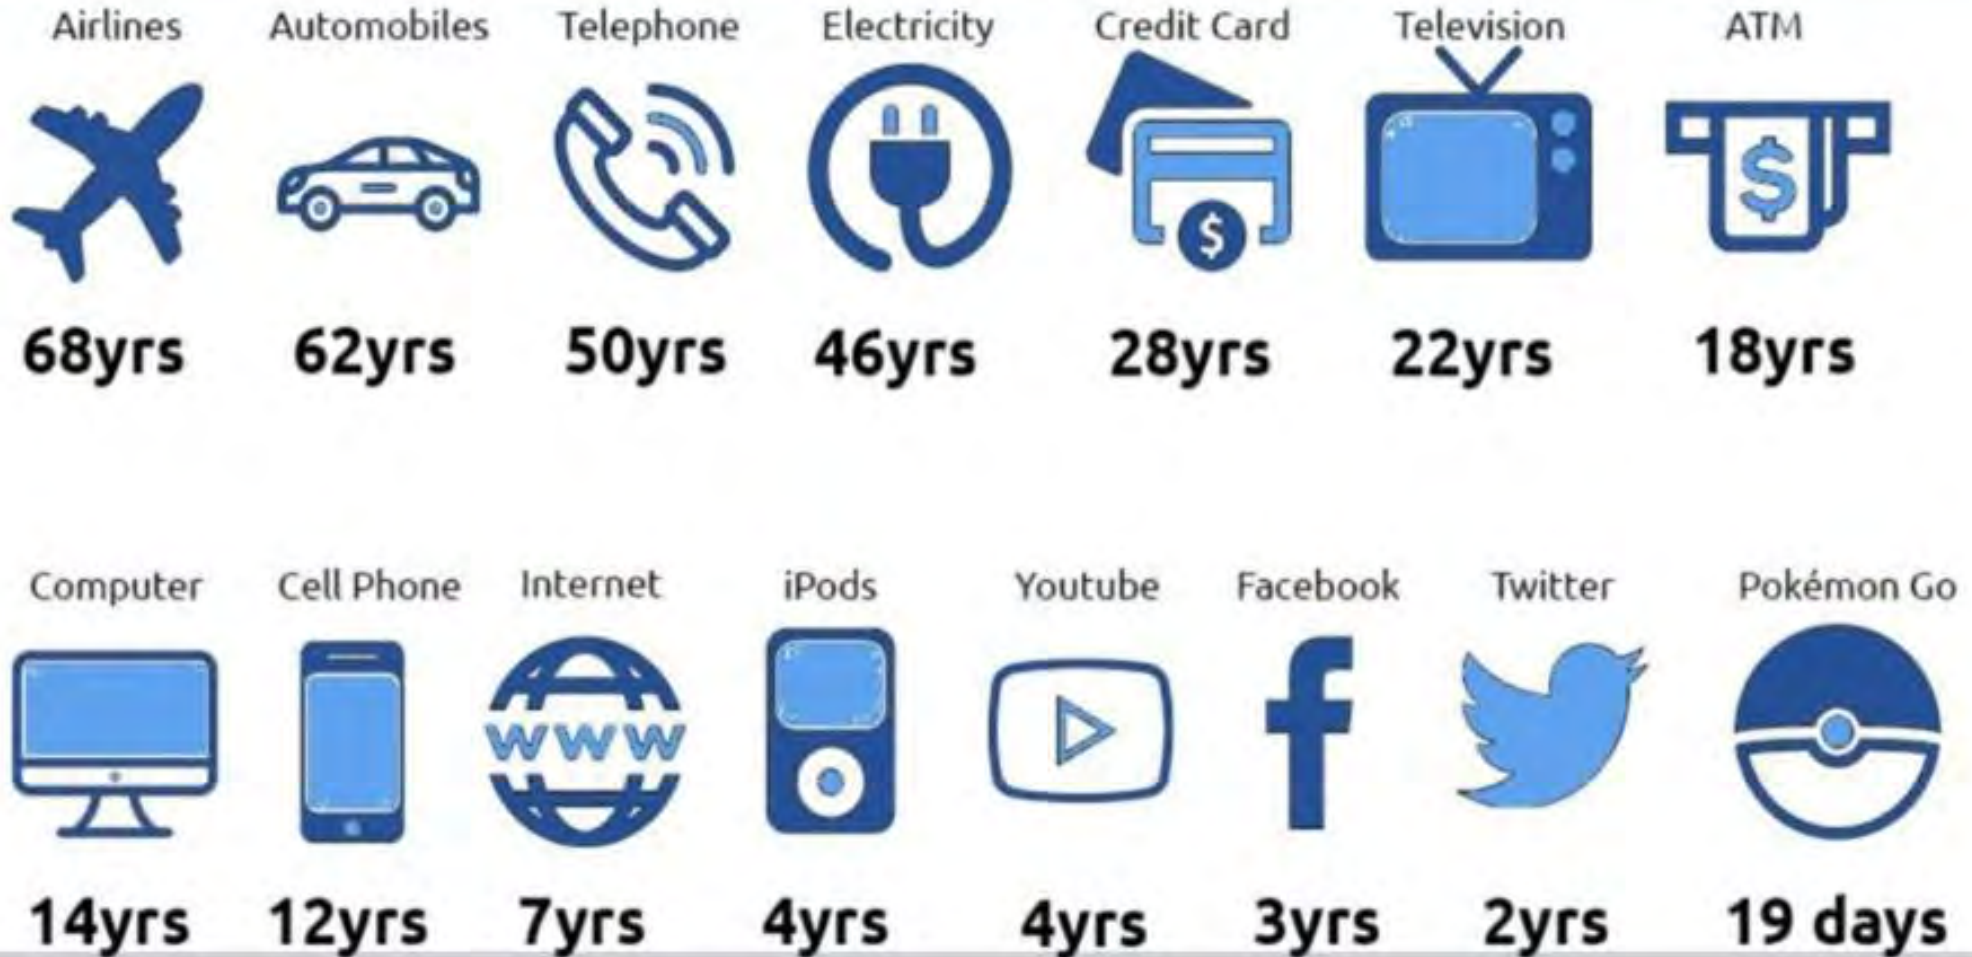 Airlines Automobiles Telephone Electricity Credit Card Television ATM
$ $
68yrs 62yrs 50yrs 46yrs 28yrs 22yrs 18yrs
Computer Cell Phone Internet iPods Youtube Facebook Twitter Pokémon Go
www f
14yrs 12yrs 7yrs 4yrs 4yrs 3yrs 2yrs 19 days